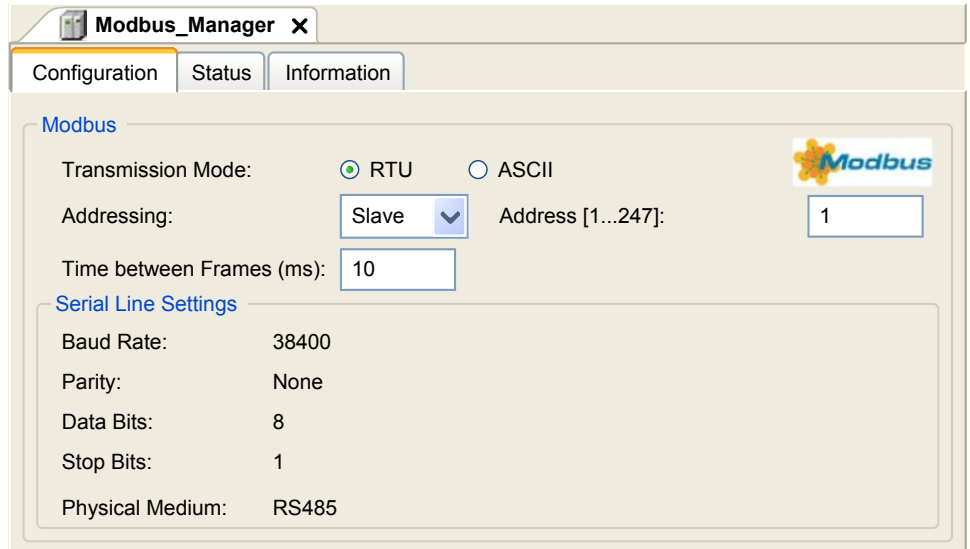 Modbus_Manager X
Configuration Status Information
Modbus
Transmission Mode: RTU ASCII
Modbus
Addressing: Slave Address [1...247]: 1
Time between Frames (ms): 10
Serial Line Settings
Baud Rate: 38400
Parity: None
Data Bits: 8
Stop Bits: 1
Physical Medium: RS485